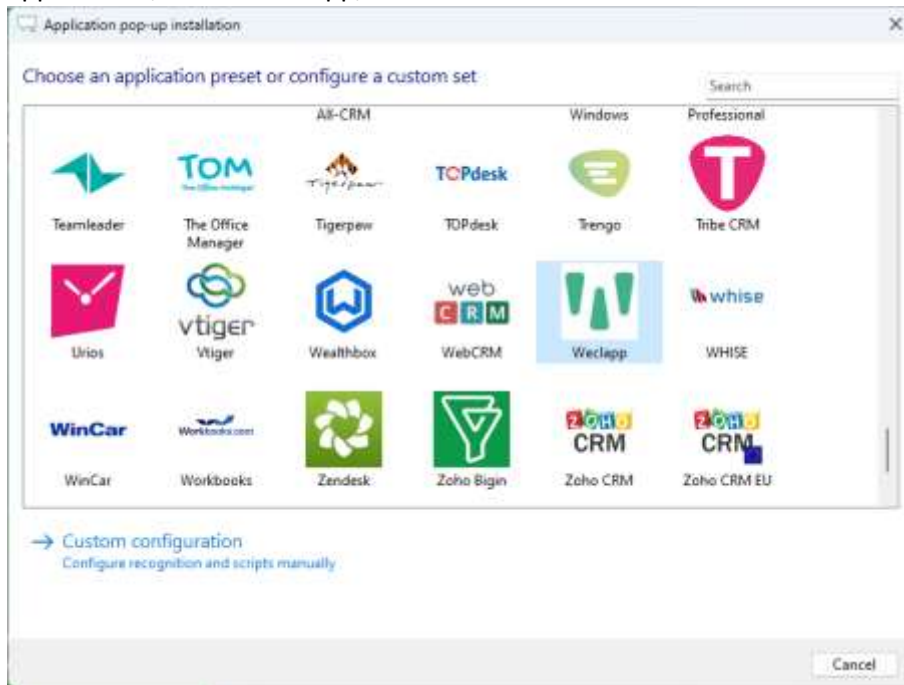 Application pop-up installation
Choose an application preset or configure a custom set
Search
All-CRM
Windows
Professional
TOM
Tigerpaw
TOPdesk
T
Teamleader
The Office Manager
Tigerpaw
TOPdesk
Trengo
Tribe CRM
vtiger
web CRM
whise
Urios
Vtiger
Wealthbox
WebCRM
Weclapp
WHISE
WinCar
Workbooks.com
ZOHO CRM
ZOHO CRM
WinCar
Workbooks
Zendesk
Zoho Bigin
Zoho CRM
Zoho CRM EU
Custom configuration
Configure recognition and scripts manually
Cancel